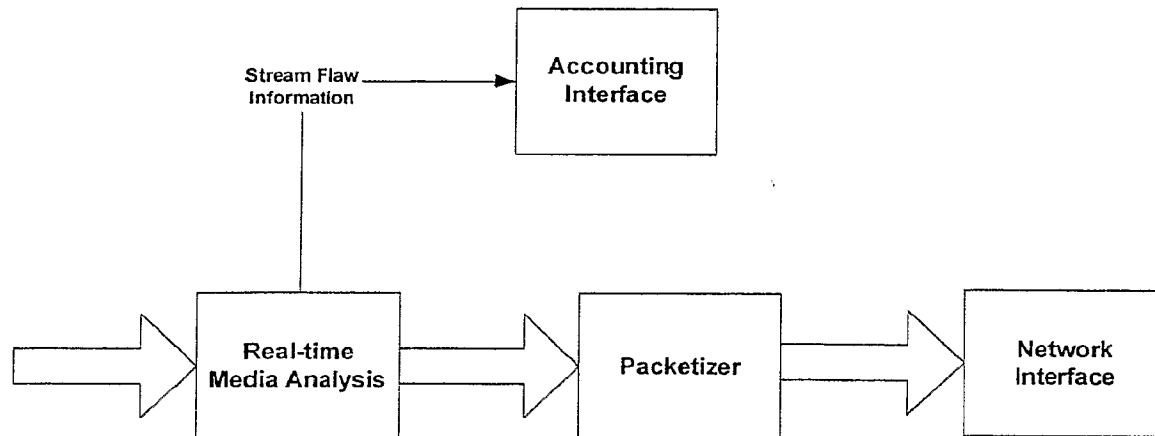 Stream Flaw
Information
Accounting
Interface
Real-time
Media Analysis
Packetizer
Network
Interface